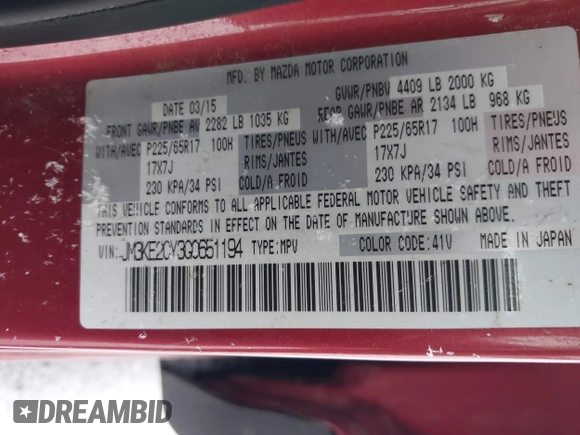 MFD. BY MAZDA MOTOR CORPORATION
DATE 03/15 GVWR/PNBV 4409 LB 2000 KG
FRONT GAWR/PNBE AV 2282 LB 1035 KG REAR GAWR/PNBE AR 2134 LB 968 KG
WITH/AVEC P225/65R17 100H TIRES/PNEUS WITH/AVEC P225/65R17 100H TIRES/PNEUS
17X7J RIMS/JANTES 17X7J RIMS/JANTES
230 KPA/34 PSI COLD/A FROID 230 KPA/34 PSI COLD/A FROID
THIS VEHICLE CONFORMS TO ALL APPLICABLE FEDERAL MOTOR VEHICLE SAFETY AND THEFT
PREVENTION STANDARDS IN EFFECT ON THE DATE OF MANUFACTURE SHOWN ABOVE.
VIN: JM3KE2CY3G0651194 TYPE:MPV COLOR CODE:41V MADE IN JAPAN
DREAMBID